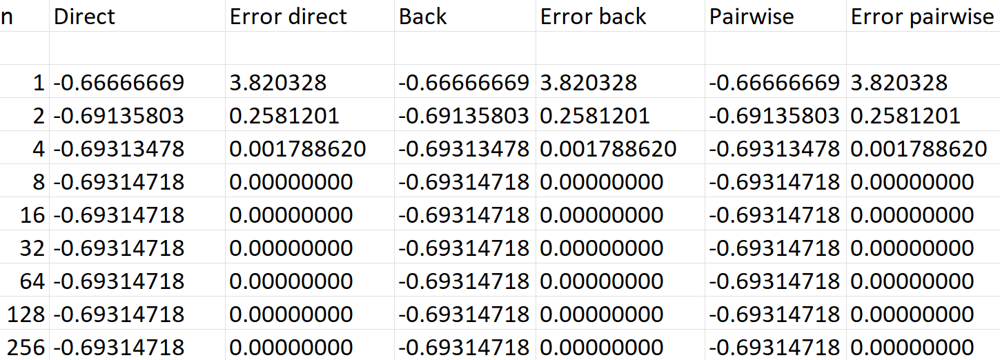 n Direct Error direct Back Error back Pairwise Error pairwise
1 -0.66666669 3.820328 -0.66666669 3.820328 -0.66666669 3.820328
2 -0.69135803 0.2581201 -0.69135803 0.2581201 -0.69135803 0.2581201
4 -0.69313478 0.001788620 -0.69313478 0.001788620 -0.69313478 0.001788620
8 -0.69314718 0.00000000 -0.69314718 0.00000000 -0.69314718 0.00000000
16 -0.69314718 0.00000000 -0.69314718 0.00000000 -0.69314718 0.00000000
32 -0.69314718 0.00000000 -0.69314718 0.00000000 -0.69314718 0.00000000
64 -0.69314718 0.00000000 -0.69314718 0.00000000 -0.69314718 0.00000000
128 -0.69314718 0.00000000 -0.69314718 0.00000000 -0.69314718 0.00000000
256 -0.69314718 0.00000000 -0.69314718 0.00000000 -0.69314718 0.00000000